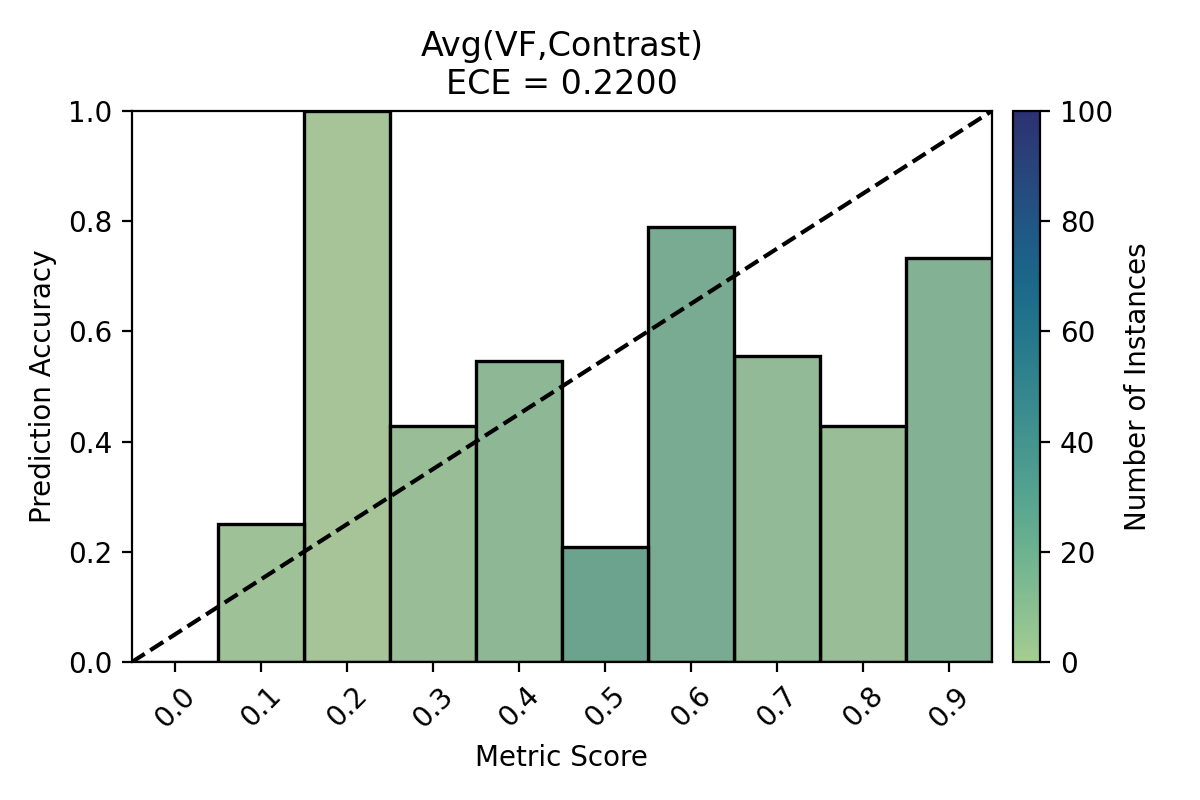 Avg(VF,Contrast)
ECE = 0.2200
Prediction Accuracy
1.0
0.8
0.6
0.4
0.2
0.0
0.0 0.1 0.2 0.3 0.4 0.5 0.6 0.7 0.8 0.9
Metric Score
100
80
60
40
20
0
Number of Instances